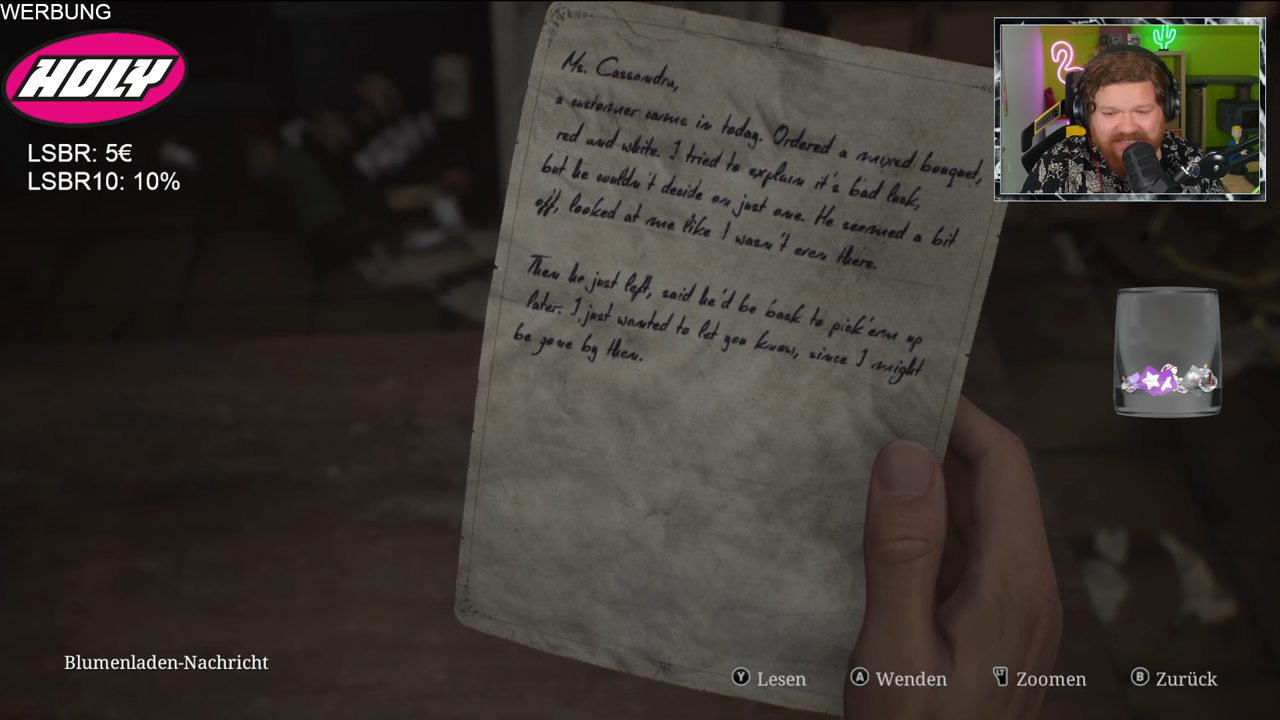 WERBUNG
HOLY
LSBR: 5€
LSBR10: 10%
Ms. Cassandra,
a customer came in today. Ordered a mixed bouquet,
red and white. I tried to explain it's bad luck,
but he couldn't decide on just one. He seemed a bit
off, looked at me like I wasn't even there.
Then he just left, said he'd be back to pick'em up
later. I just wanted to let you know, since I might
be gone by then.
Blumenladen-Nachricht
Y Lesen
A Wenden
LT Zoomen
B Zurück